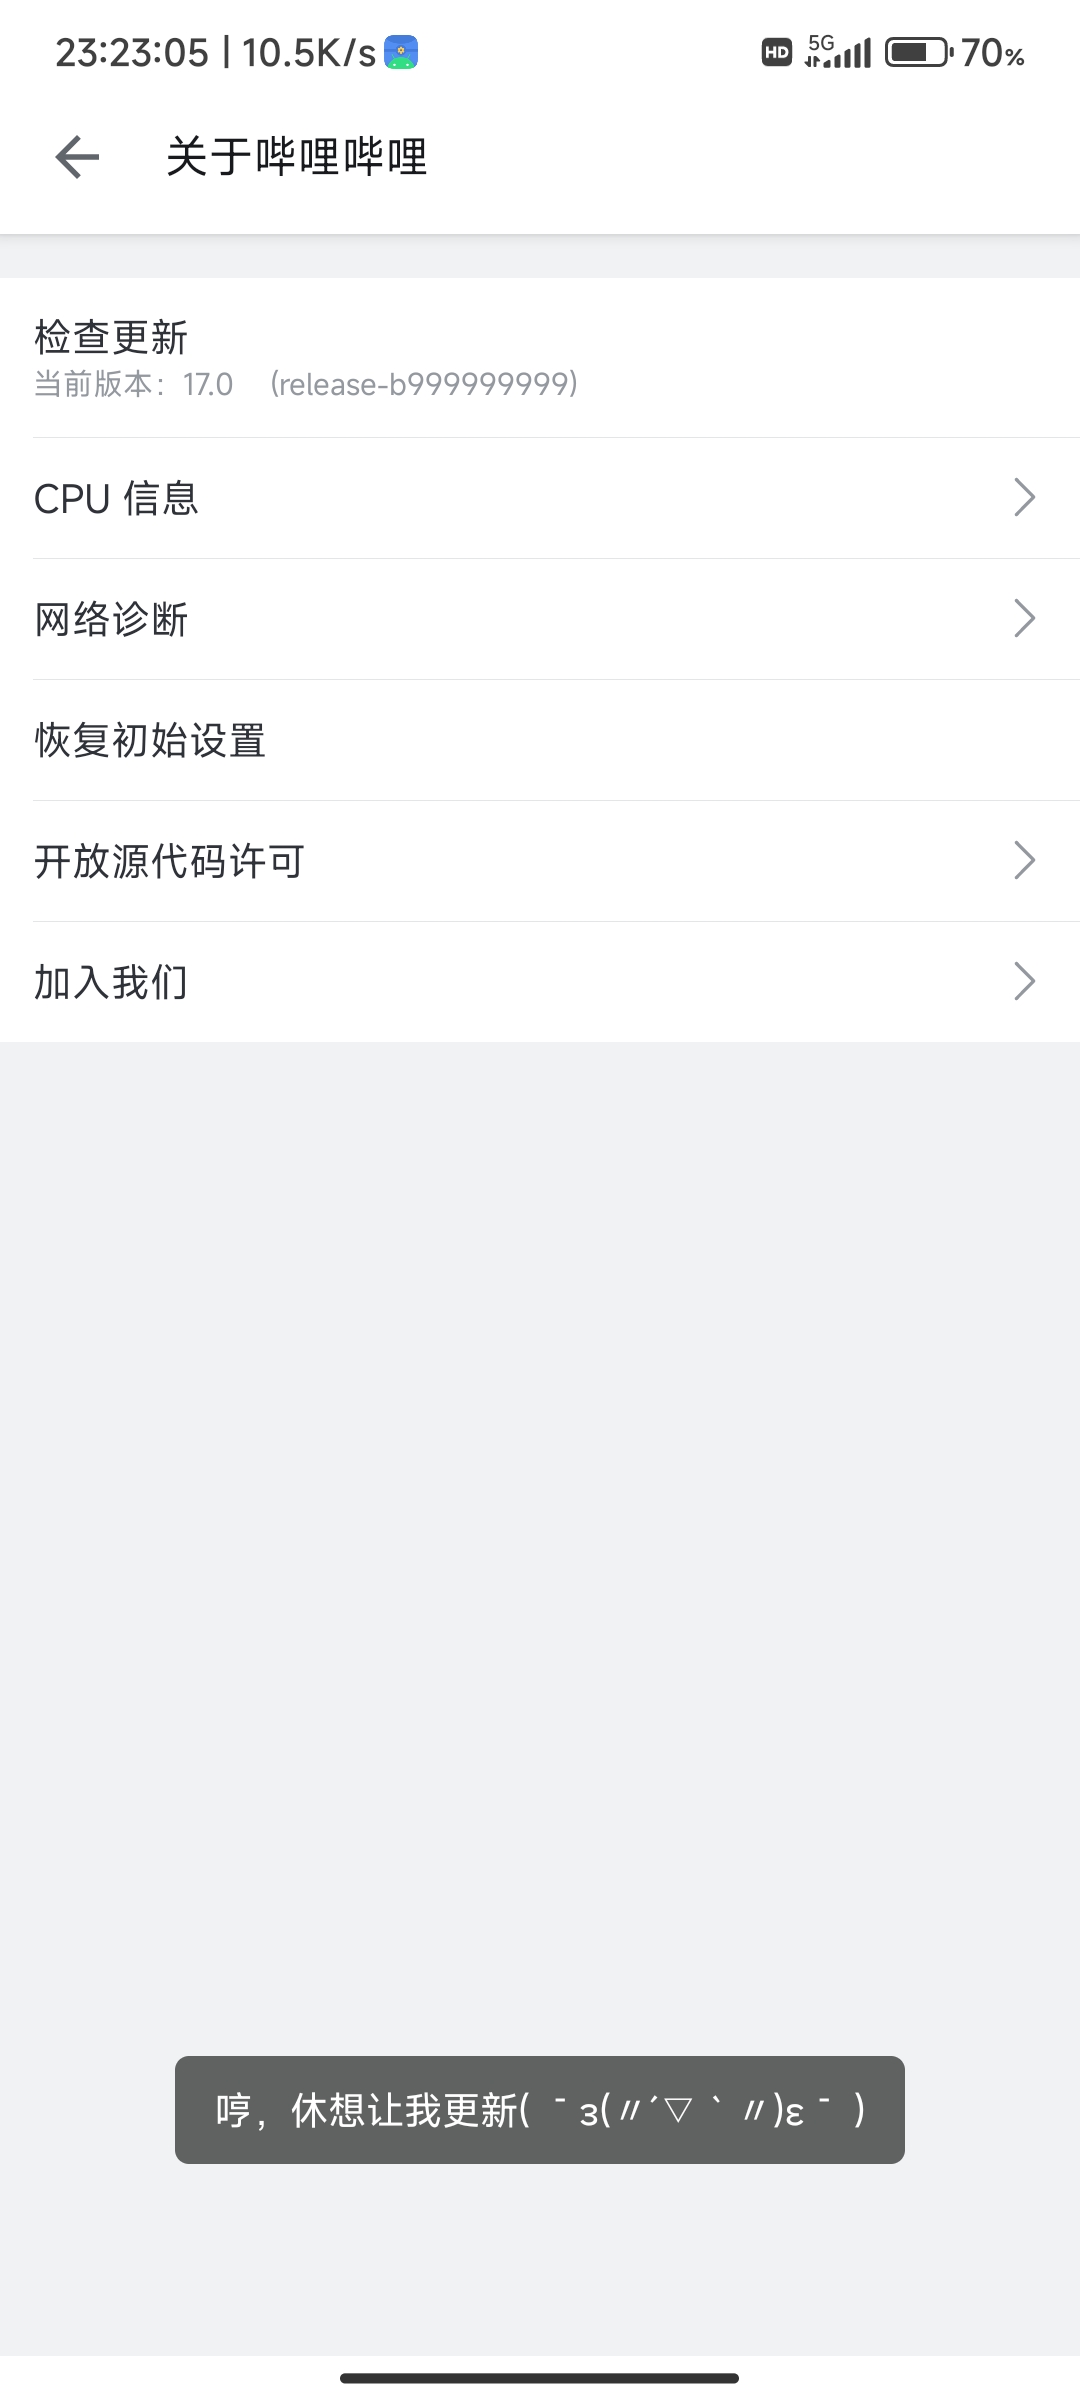 23:23:05 | 10.5K/s HD 5G 70%
关于哔哩哔哩
检查更新
当前版本：17.0 (release-b999999999)
CPU 信息
网络诊断
恢复初始设置
开放源代码许可
加入我们
哼，休想让我更新( ˉ з(〃ˊ▽ ˋ 〃)ε ˉ )